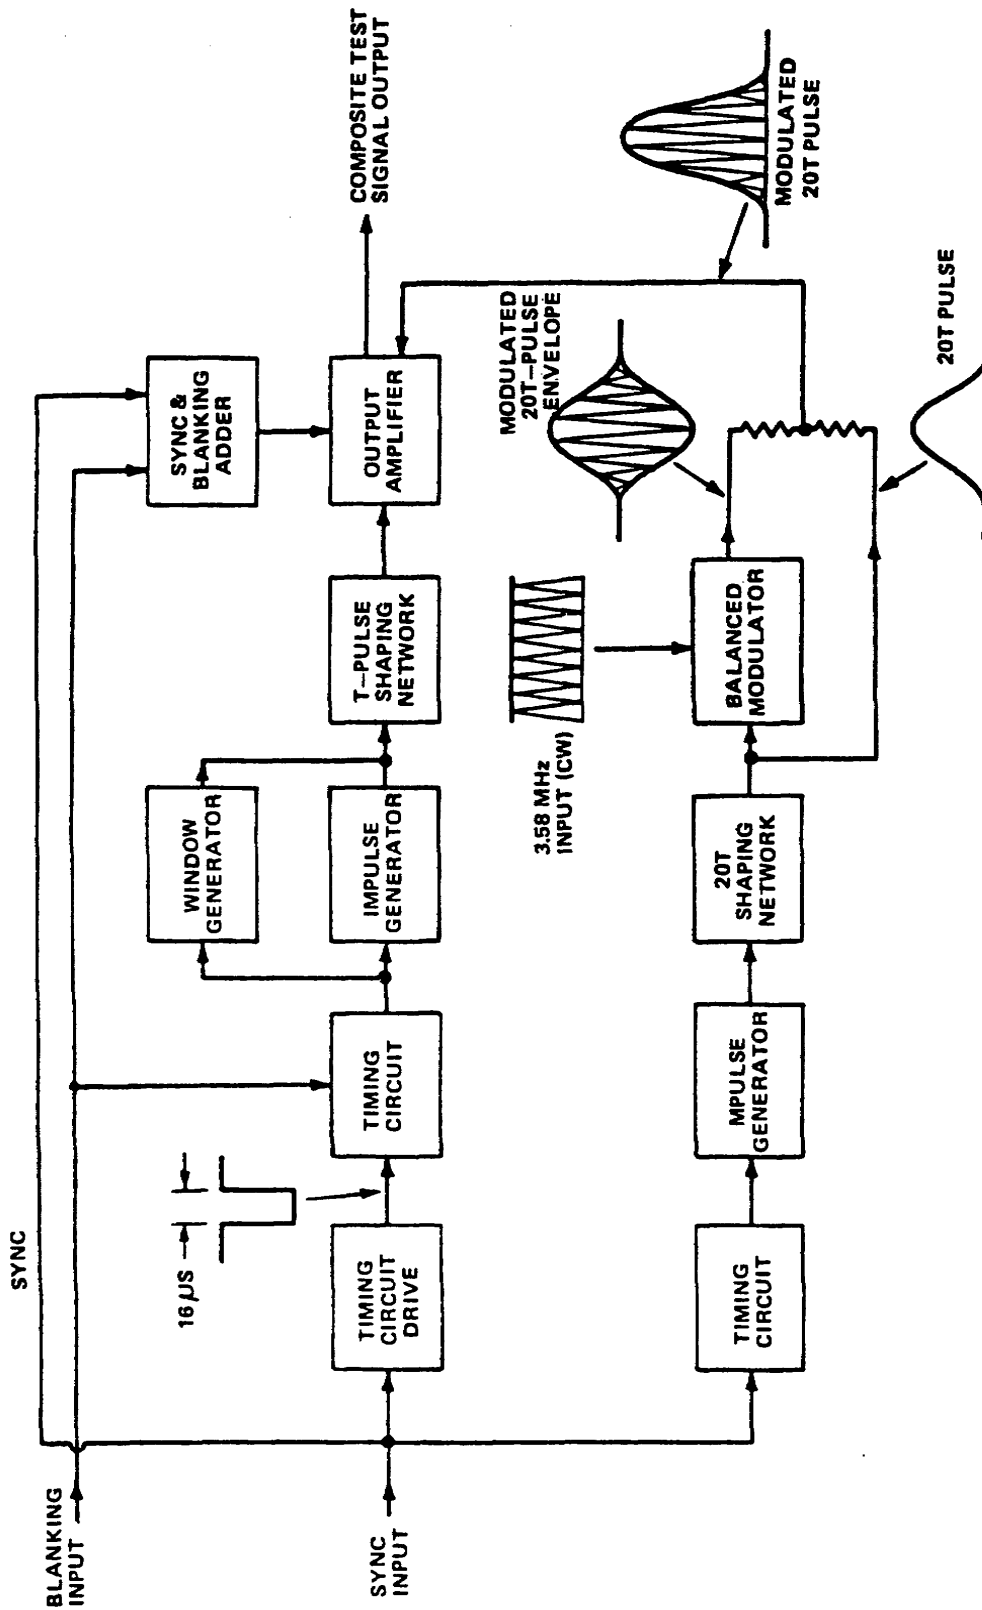 BLANKING
INPUT
SYNC
SYNC
INPUT
16 µS
TIMING
CIRCUIT
DRIVE
TIMING
CIRCUIT
WINDOW
GENERATOR
IMPULSE
GENERATOR
T-PULSE
SHAPING
NETWORK
SYNC &
BLANKING
ADDER
OUTPUT
AMPLIFIER
COMPOSITE TEST
SIGNAL OUTPUT
TIMING
CIRCUIT
MPULSE
GENERATOR
20T
SHAPING
NETWORK
3.58 MHz
INPUT (CW)
BALANCED
MODULATOR
MODULATED
20T-PULSE
ENVELOPE
MODULATED
20T PULSE
20T PULSE